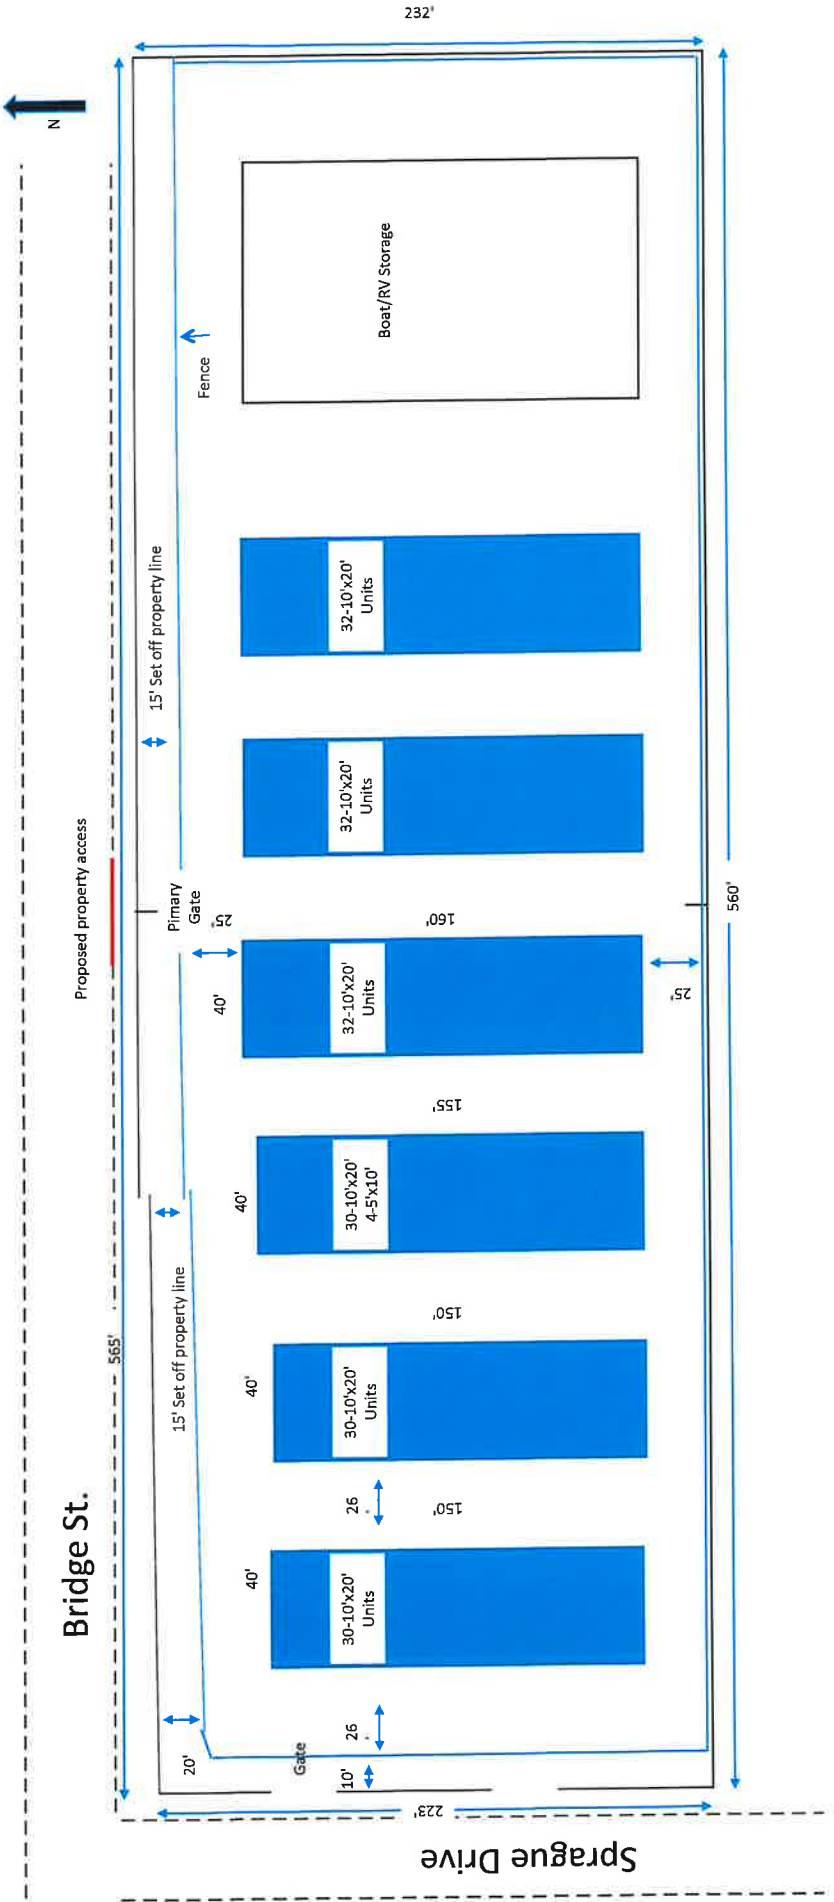 232'
N
Bridge St.
Proposed property access
565'
15' Set off property line
15' Set off property line
Fence
Boat/RV Storage
Pimary
Gate
25'
160'
40'
32-10'x20'
Units
32-10'x20'
Units
32-10'x20'
Units
25'
560'
155'
40'
30-10'x20'
4-5'x10'
150'
40'
30-10'x20'
Units
26
'
150'
40'
30-10'x20'
Units
26
'
20'
Gate
10'
223'
Sprague Drive